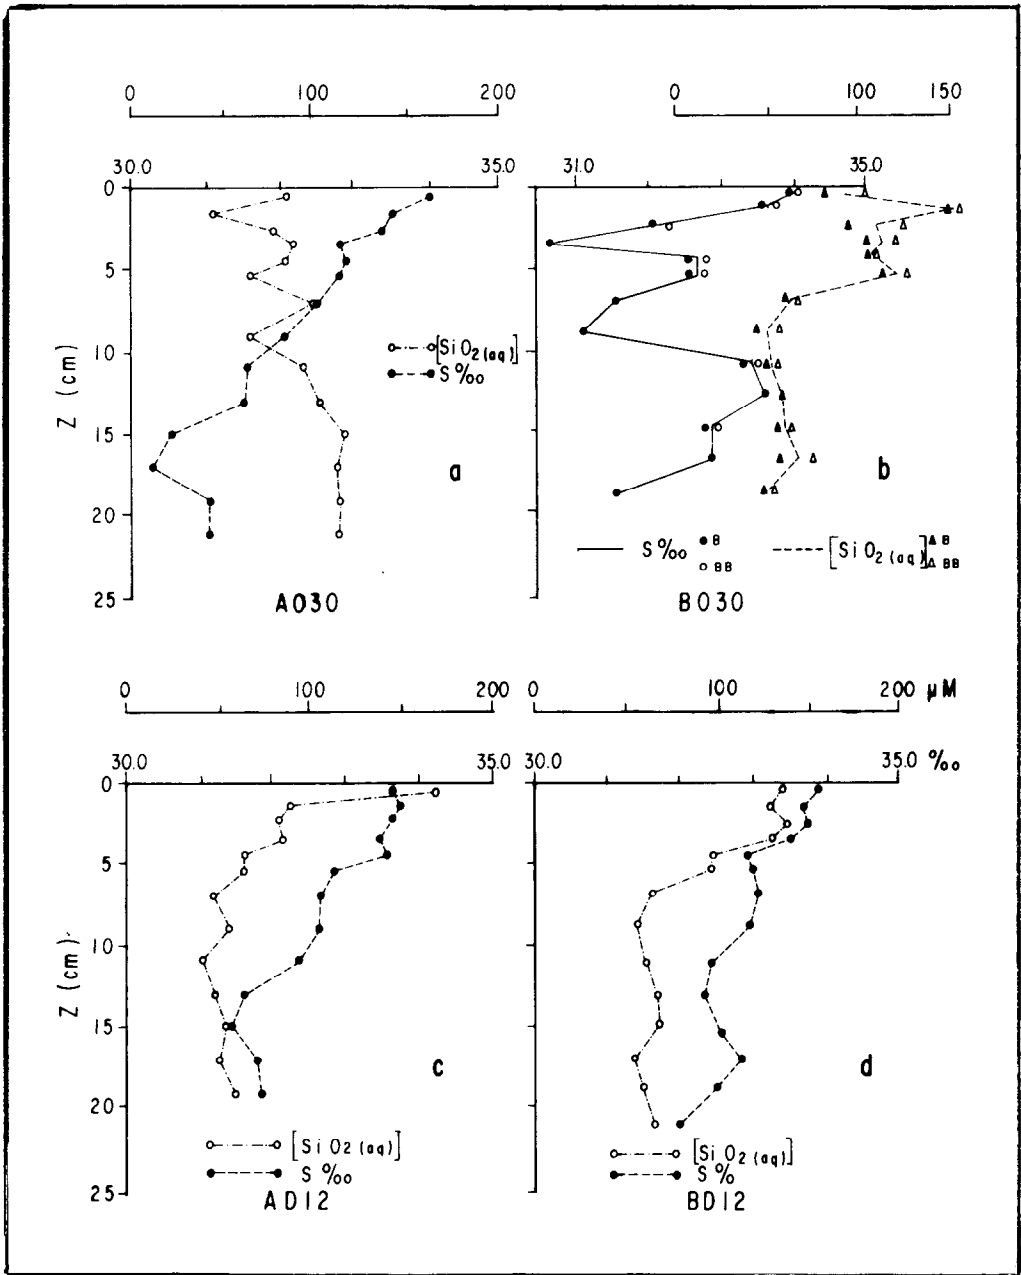 0 100 200 0 100 150
30.0 35.0 31.0 35.0
0
5
10
15
20
25
Z (cm)
[SiO2(aq)]
S‰
a
b
S‰ B BB [SiO2(aq)] B BB
AO30 BO30
0 100 200 0 100 200 µM
30.0 35.0 30.0 35.0 ‰
0
5
10
15
20
25
Z (cm)
c
d
[SiO2(aq)] [SiO2(aq)]
S‰ S%
AD12 BD12